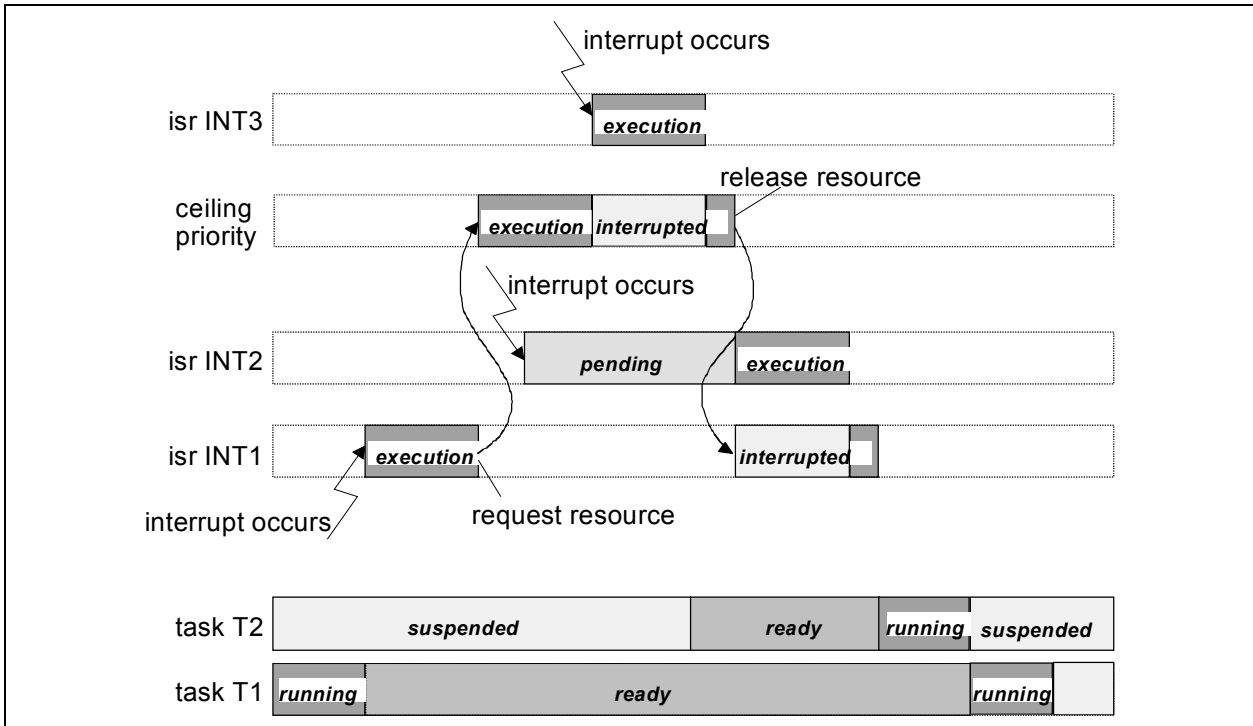 interrupt occurs
isr INT3
execution
release resource
ceiling
priority
execution
interrupted
interrupt occurs
isr INT2
pending
execution
isr INT1
execution
interrupted
interrupt occurs
request resource
task T2
suspended
ready
running
suspended
task T1
running
ready
running